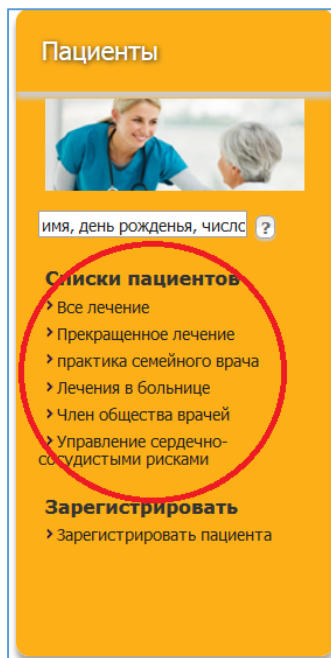 Пациенты
имя, день рожденья, числс
?
Списки пациентов
Все лечение
Прекращенное лечение
практика семейного врача
Лечения в больнице
Член общества врачей
Управление сердечно-
сосудистыми рисками
Зарегистрировать
Зарегистрировать пациента